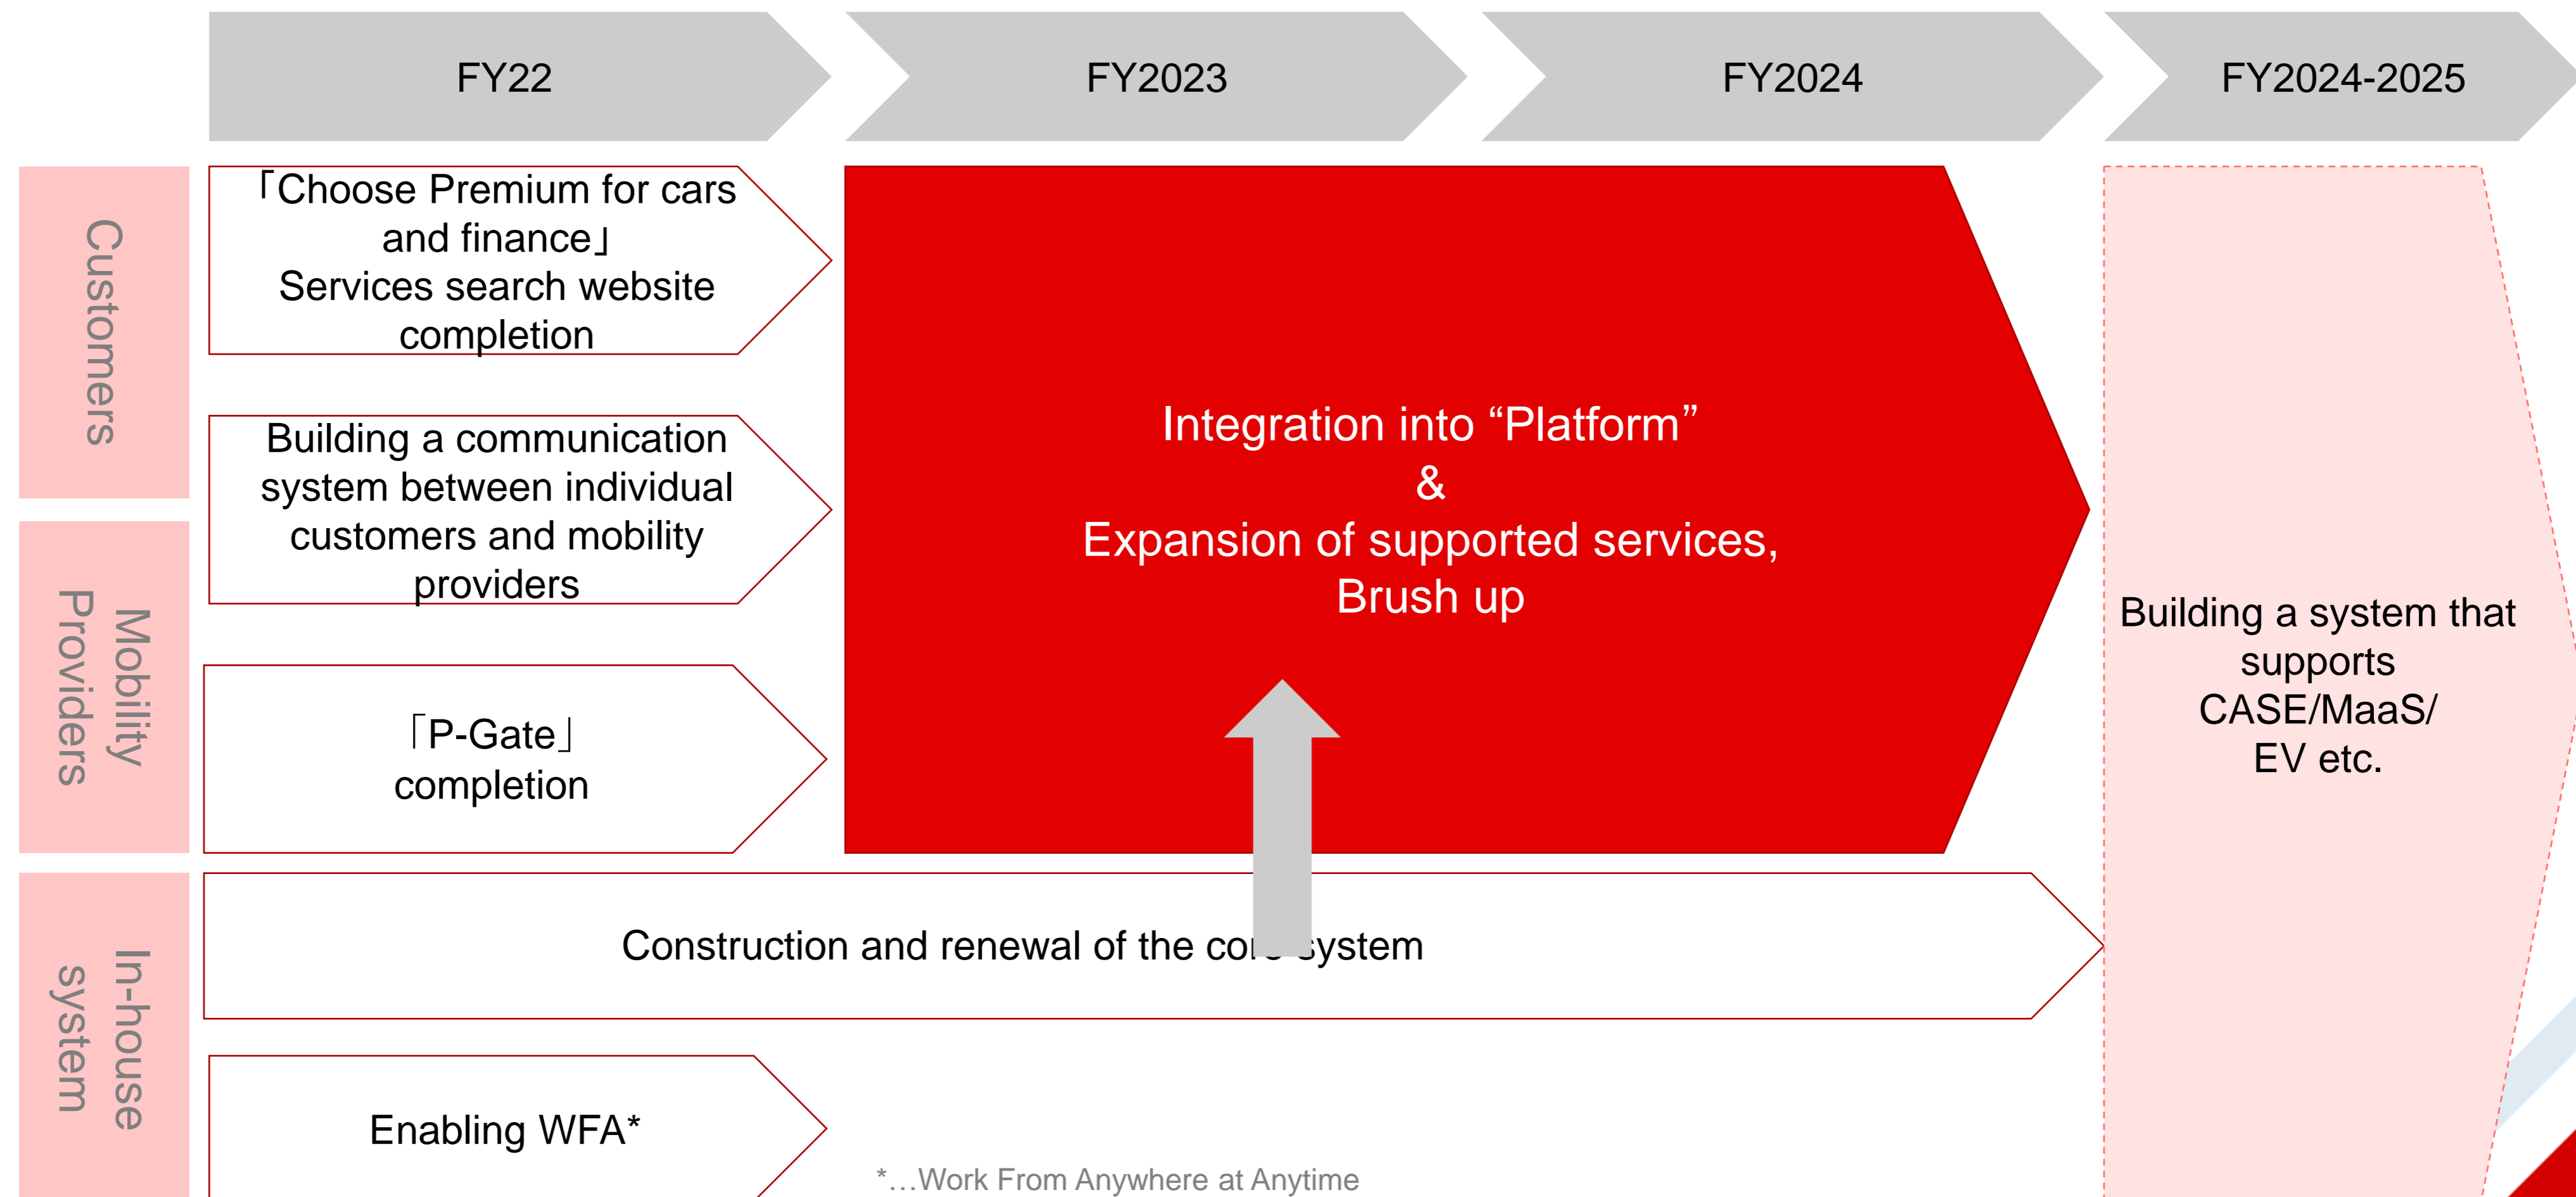 FY22
FY2023
FY2024
FY2024-2025
Customers
「Choose Premium for cars
and finance」
Services search website
completion
Building a communication
system between individual
customers and mobility
providers
Integration into “Platform”
&
Expansion of supported services,
Brush up
Building a system that
supports
CASE/MaaS/
EV etc.
Mobility
Providers
「P-Gate」
completion
In-house
system
Construction and renewal of the core system
Enabling WFA*
*…Work From Anywhere at Anytime